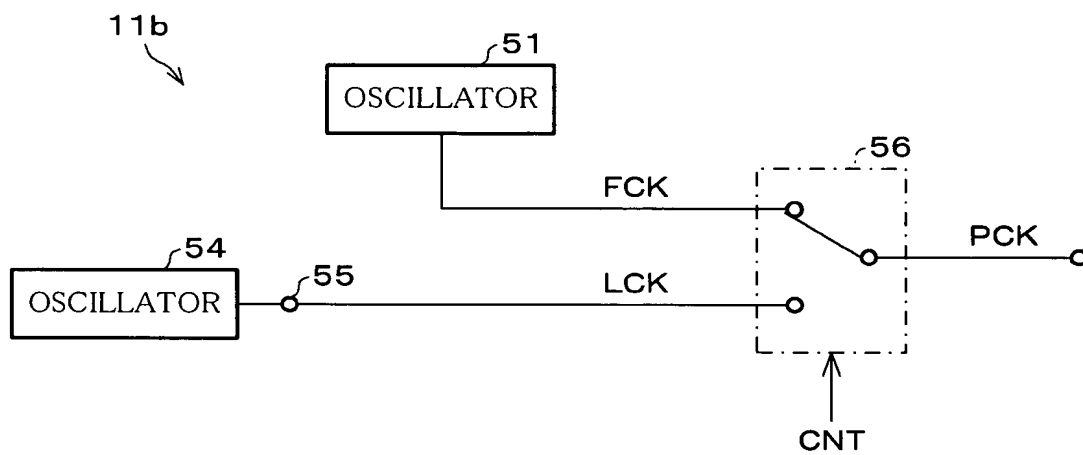 11b
51
OSCILLATOR
56
FCK
PCK
54
55
OSCILLATOR
LCK
CNT